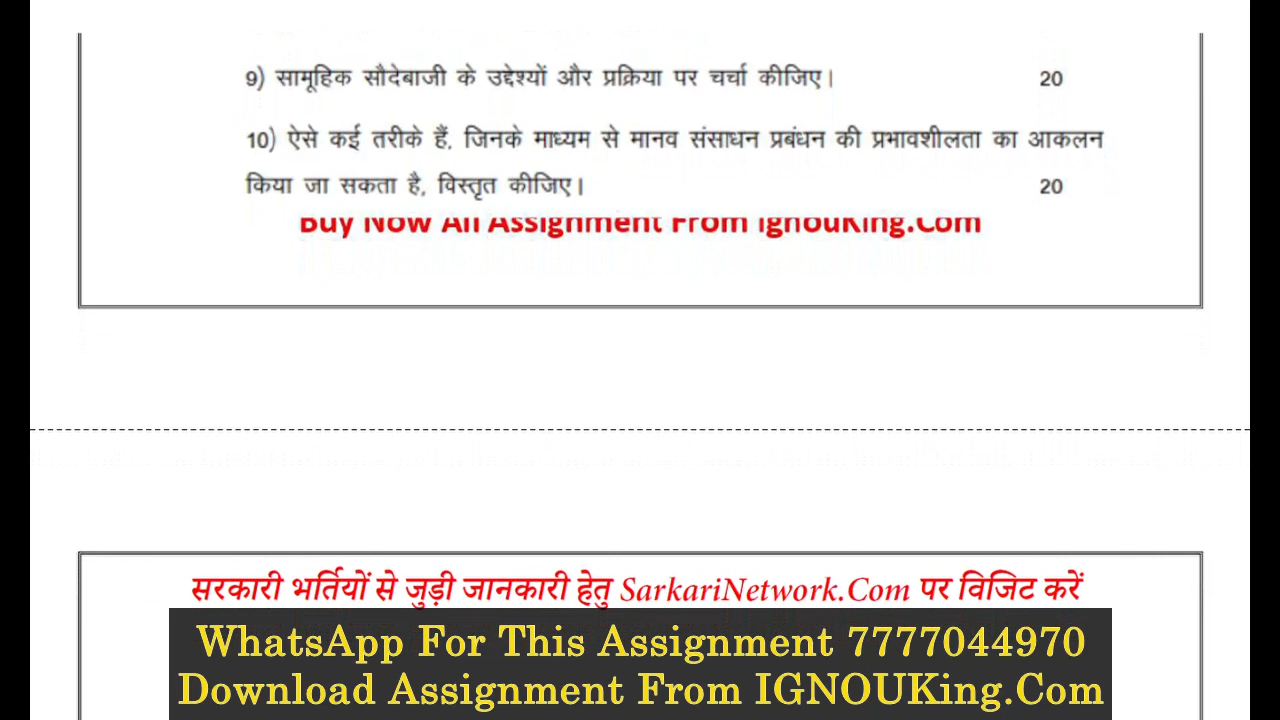 9) सामूहिक सौदेबाजी के उद्देश्यों और प्रक्रिया पर चर्चा कीजिए। 20
10) ऐसे कई तरीके हैं, जिनके माध्यम से मानव संसाधन प्रबंधन की प्रभावशीलता का आकलन
किया जा सकता है, विस्तृत कीजिए। 20
Buy Now All Assignment From IgnouKing.Com
सरकारी भर्तियों से जुड़ी जानकारी हेतु SarkariNetwork.Com पर विजिट करें
WhatsApp For This Assignment 7777044970
Download Assignment From IGNOUKing.Com